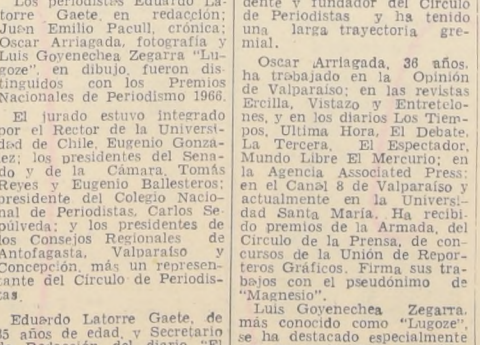 Los periodistas Eduardo La-
torre Gaete, en redacción;
Juan Emilio Pacull, crónica;
Oscar Arriagada, fotografía y
Luis Goyenechea Zegarra "Lu-
goze", en dibujo, fueron dis-
tinguidos con los Premios
Nacionales de Periodismo 1966.
El jurado estuvo integrado
por el Rector de la Universi-
dad de Chile, Eugenio Gonzá-
lez; los presidentes del Sena-
do y de la Cámara, Tomás
Reyes y Eugenio Ballesteros;
presidente del Colegio Nacio-
nal de Periodistas, Carlos Se-
púlveda; y los presidentes de
los Consejos Regionales de
Antofagasta, Valparaíso y
Concepción, más un represen-
tante del Círculo de Periodis-
tas.
Eduardo Latorre Gaete, de
35 años de edad, y Secretario
de Redacción del diario "El
dente y fundador del Círculo
de Periodistas y ha tenido
una larga trayectoria gre-
mial.
Oscar Arriagada, 36 años,
ha trabajado en la Opinión
de Valparaíso; en las revistas
Ercilla, Vistazo y Entretelo-
nes, y en los diarios Los Tiem-
pos, Ultima Hora, El Debate,
La Tercera, El Espectador,
Mundo Libre El Mercurio; en
la Agencia Associated Press;
en el Canal 8 de Valparaíso y
actualmente en la Universi-
dad Santa María. Ha recibi-
do premios de la Armada, del
Círculo de la Prensa, de con-
cursos de la Unión de Repor-
teros Gráficos. Firma sus tra-
bajos con el pseudónimo de
"Magnesio".
Luis Goyenechea Zegarra,
más conocido como "Lugoze",
se ha destacado especialmente